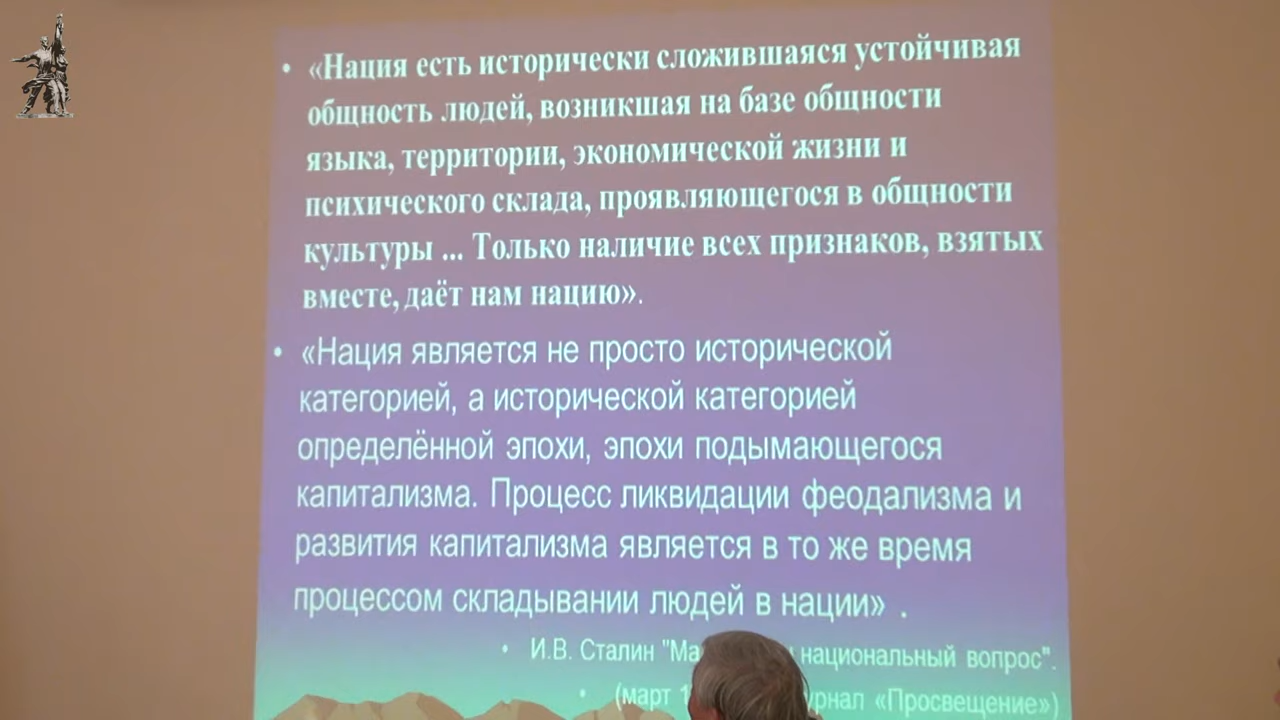 • «Нация есть исторически сложившаяся устойчивая
общность людей, возникшая на базе общности
языка, территории, экономической жизни и
психического склада, проявляющегося в общности
культуры ... Только наличие всех признаков, взятых
вместе, даёт нам нацию».
• «Нация является не просто исторической
категорией, а исторической категорией
определённой эпохи, эпохи подымающегося
капитализма. Процесс ликвидации феодализма и
развития капитализма является в то же время
процессом складывании людей в нации» .
• И.В. Сталин "Ма национальный вопрос".
• (март «Просвещение»)